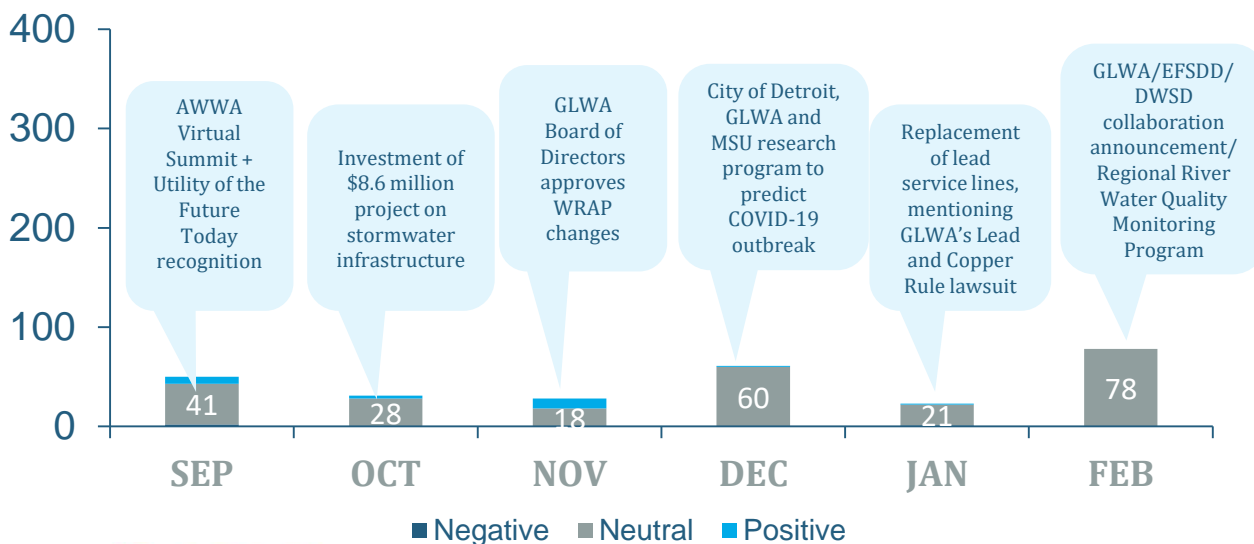 400
300
200
100
0
AWWA
Virtual
Summit +
Utility of the
Future
Today
recognition
Investment of
$8.6 million
project on
stormwater
infrastructure
GLWA
Board of
Directors
approves
WRAP
changes
City of Detroit,
GLWA and
MSU research
program to
predict
COVID-19
outbreak
Replacement
of lead
service lines,
mentioning
GLWA’s Lead
and Copper
Rule lawsuit
GLWA/EFSDD/
DWSD
collaboration
announcement/
Regional River
Water Quality
Monitoring
Program
41
28
18
60
21
78
SEP
OCT
NOV
DEC
JAN
FEB
Negative
Neutral
Positive